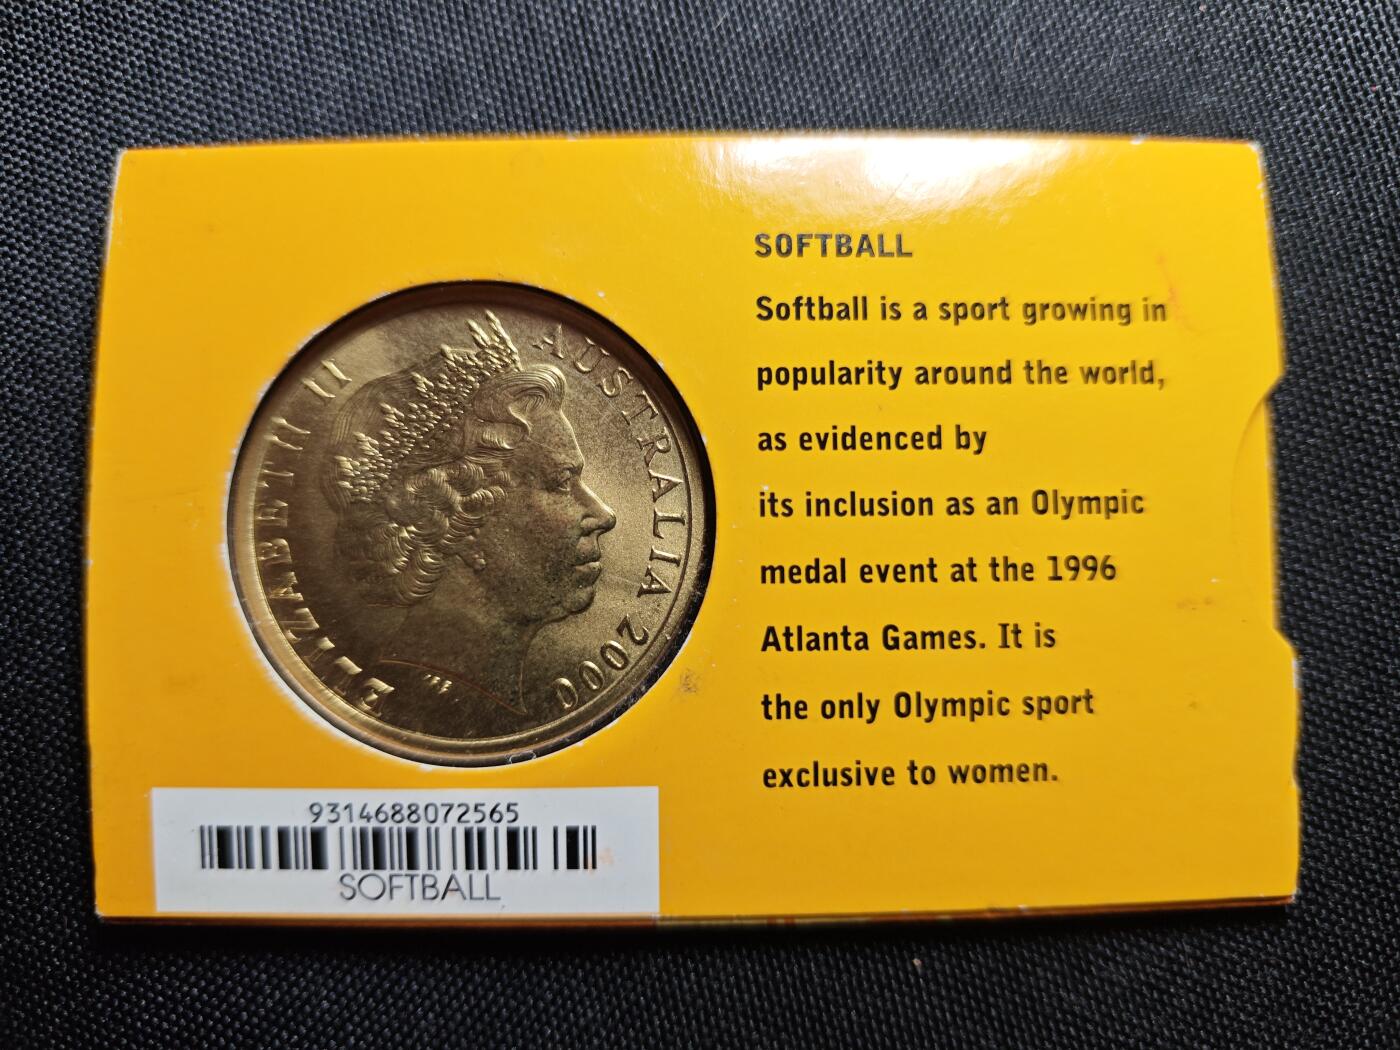 ELIZABETH II
AUSTRALIA 2000
IRB
SOFTBALL
Softball is a sport growing in
popularity around the world,
as evidenced by
its inclusion as an Olympic
medal event at the 1996
Atlanta Games. It is
the only Olympic sport
exclusive to women.
9314688072565
SOFTBALL